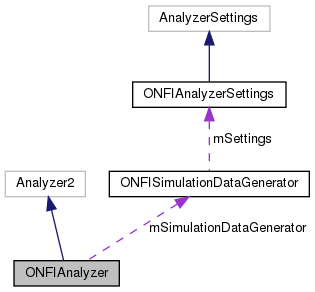 AnalyzerSettings
ONFIAnalyzerSettings
mSettings
Analyzer2
ONFISimulationDataGenerator
mSimulationDataGenerator
ONFIAnalyzer